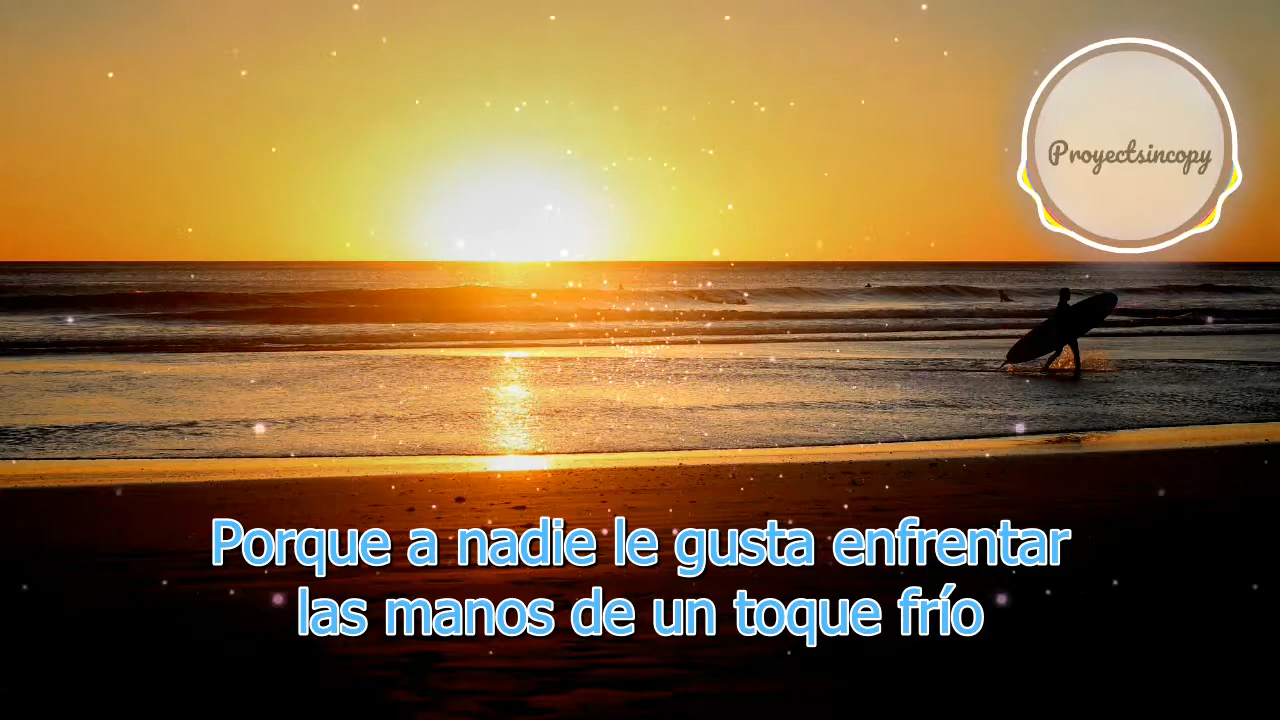 Proyectsincopy
Porque a nadie le gusta enfrentar
las manos de un toque frío